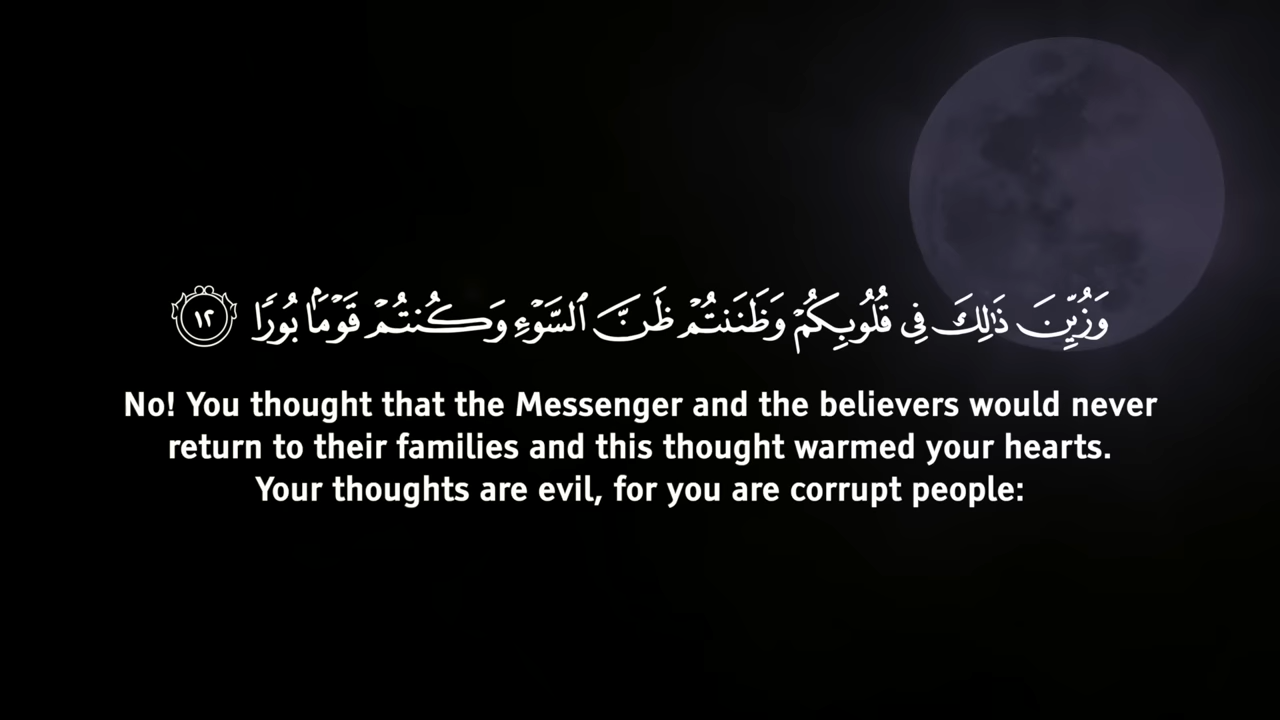 وَزُيِّنَ ذَٰلِكَ فِى قُلُوبِكُمْ وَظَنَنتُمْ ظَنَّ ٱلسَّوْءِ وَكُنتُمْ قَوْمًۢا بُورًا ١٢
No! You thought that the Messenger and the believers would never
return to their families and this thought warmed your hearts.
Your thoughts are evil, for you are corrupt people: